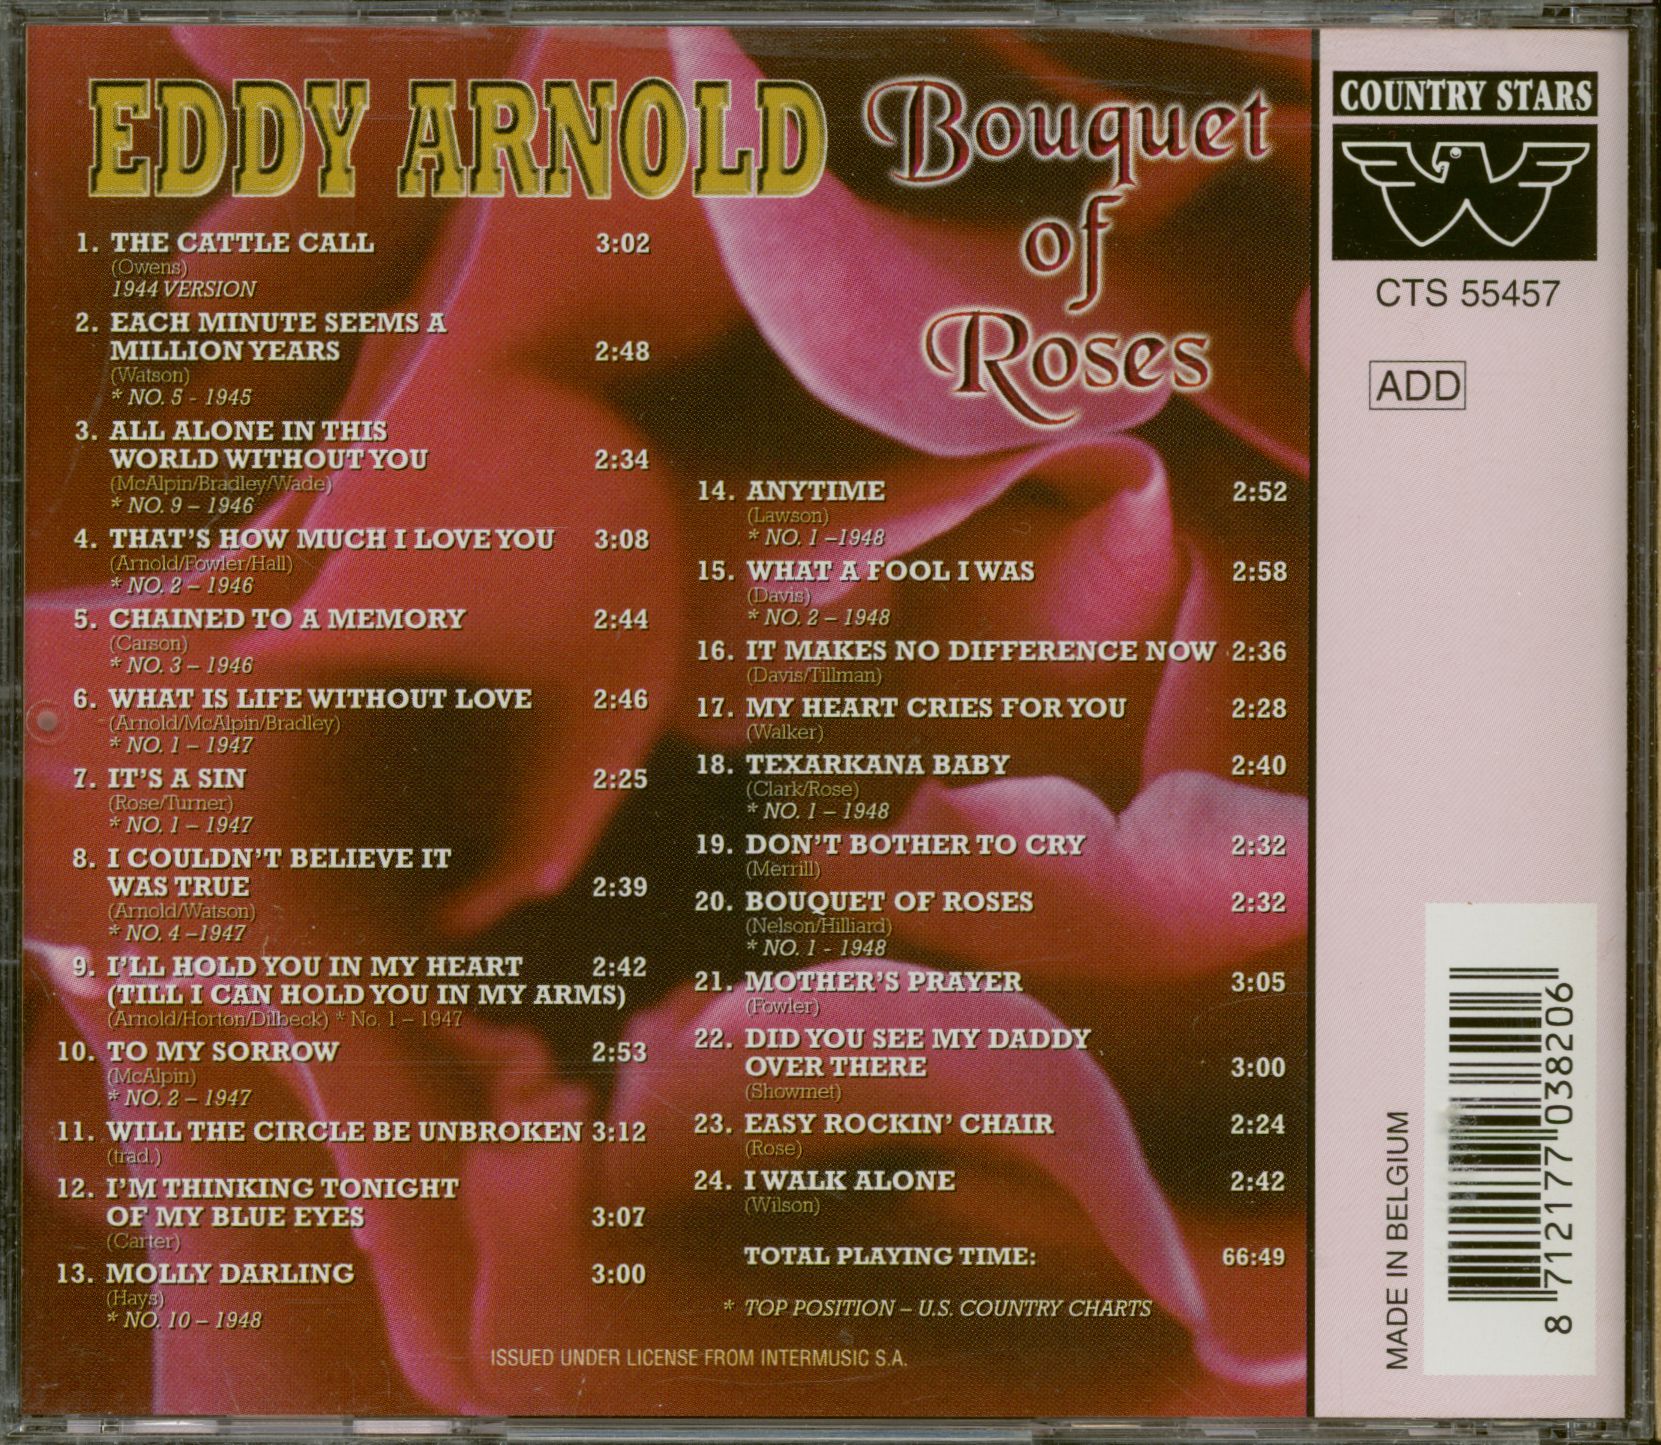 EDDY ARNOLD
Bouquet
of
Roses
1. THE CATTLE CALL 3:02
(Owens)
1944 VERSION
2. EACH MINUTE SEEMS A
MILLION YEARS 2:48
(Watson)
* NO. 5 - 1945
3. ALL ALONE IN THIS
WORLD WITHOUT YOU 2:34
(McAlpin/Bradley/Wade)
* NO. 9 – 1946
4. THAT'S HOW MUCH I LOVE YOU 3:08
(Arnold/Fowler/Hall)
* NO. 2 – 1946
5. CHAINED TO A MEMORY 2:44
(Carson)
* NO. 3 – 1946
6. WHAT IS LIFE WITHOUT LOVE 2:46
(Arnold/McAlpin/Bradley)
* NO. 1 – 1947
7. IT'S A SIN 2:25
(Rose/Turner)
* NO. 1 – 1947
8. I COULDN'T BELIEVE IT
WAS TRUE 2:39
(Arnold/Watson)
* NO. 4 –1947
9. I'LL HOLD YOU IN MY HEART 2:42
(TILL I CAN HOLD YOU IN MY ARMS)
(Arnold/Horton/Dilbeck) * No. 1 – 1947
10. TO MY SORROW 2:53
(McAlpin)
* NO. 2 – 1947
11. WILL THE CIRCLE BE UNBROKEN 3:12
(trad.)
12. I'M THINKING TONIGHT
OF MY BLUE EYES 3:07
(Carter)
13. MOLLY DARLING 3:00
(Hays)
* NO. 10 – 1948
14. ANYTIME 2:52
(Lawson)
* NO. 1 –1948
15. WHAT A FOOL I WAS 2:58
(Davis)
* NO. 2 – 1948
16. IT MAKES NO DIFFERENCE NOW 2:36
(Davis/Tillman)
17. MY HEART CRIES FOR YOU 2:28
(Walker)
18. TEXARKANA BABY 2:40
(Clark/Rose)
* NO. 1 – 1948
19. DON'T BOTHER TO CRY 2:32
(Merrill)
20. BOUQUET OF ROSES 2:32
(Nelson/Hilliard)
* NO. 1 - 1948
21. MOTHER'S PRAYER 3:05
(Fowler)
22. DID YOU SEE MY DADDY
OVER THERE 3:00
(Showmet)
23. EASY ROCKIN' CHAIR 2:24
(Rose)
24. I WALK ALONE 2:42
(Wilson)
TOTAL PLAYING TIME: 66:49
* TOP POSITION – U.S. COUNTRY CHARTS
ISSUED UNDER LICENSE FROM INTERMUSIC S.A.
COUNTRY STARS
CTS 55457
ADD
MADE IN BELGIUM
8 712177 038206